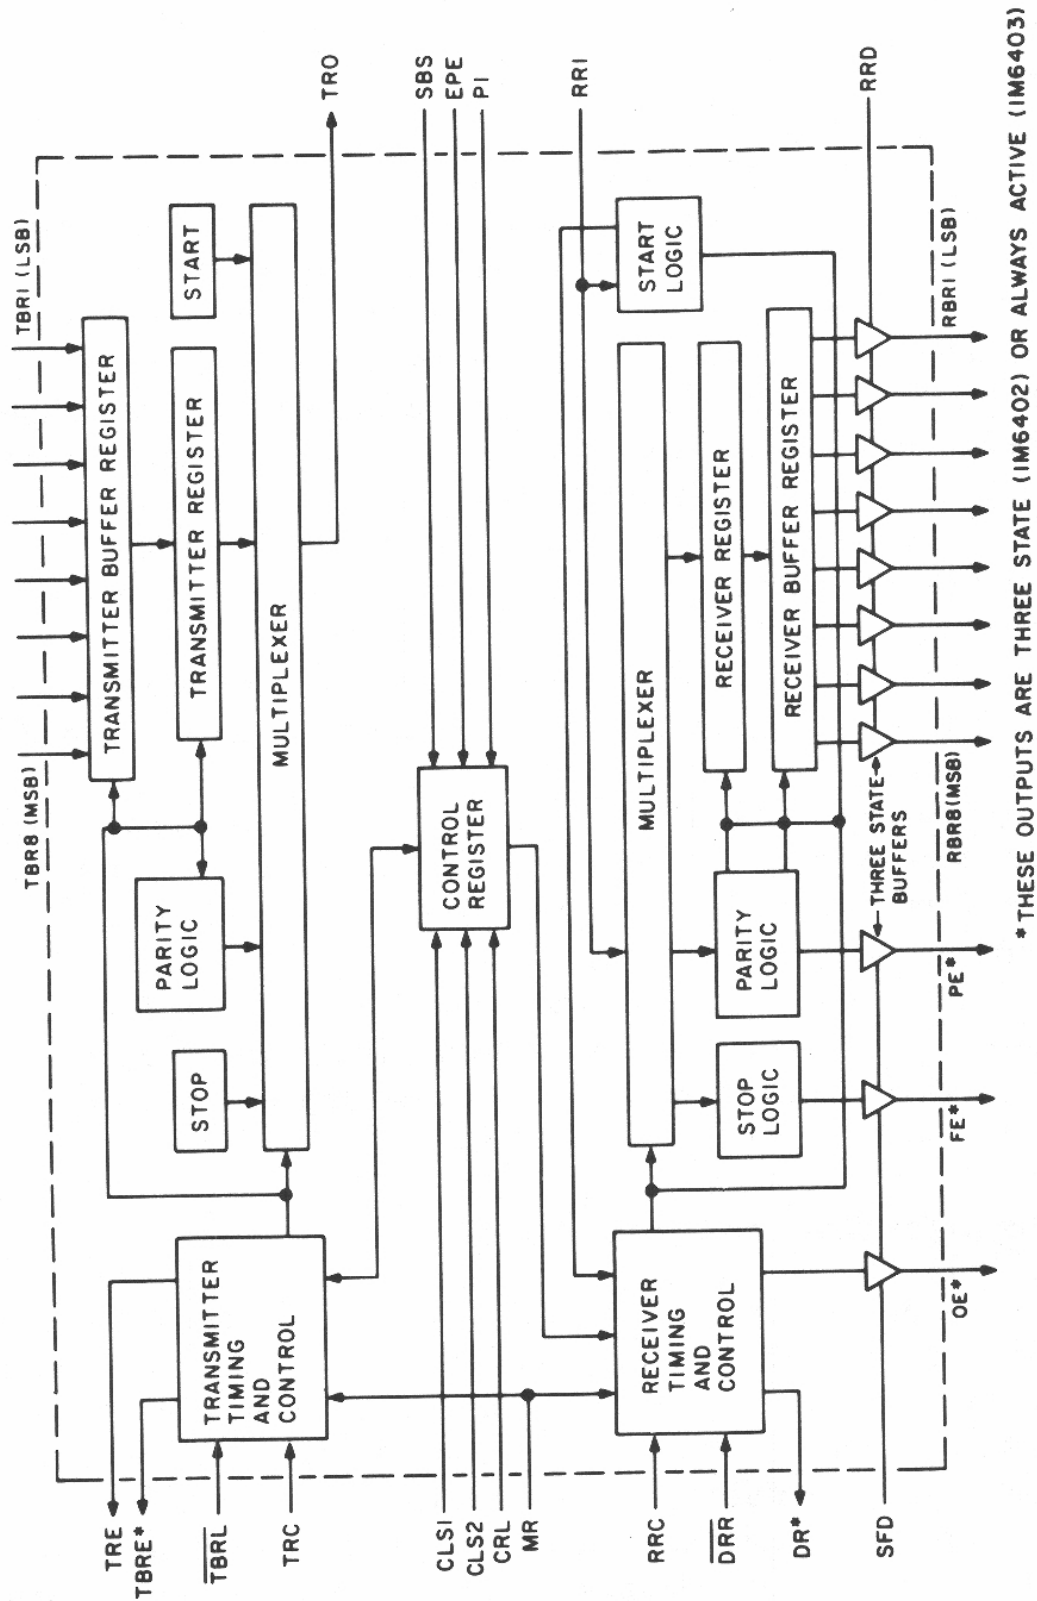 TBR8 (MSB)
TBR1 (LSB)
TRANSMITTER BUFFER REGISTER
TRE
TBRE*
TBRL
TRC
TRANSMITTER
TIMING
AND
CONTROL
STOP
PARITY
LOGIC
TRANSMITTER REGISTER
START
MULTIPLEXER
TRO
CLS1
CLS2
CRL
MR
CONTROL
REGISTER
SBS
EPE
PI
RRI
RRC
DRR
DR*
SFD
RECEIVER
TIMING
AND
CONTROL
MULTIPLEXER
START
LOGIC
STOP
LOGIC
PARITY
LOGIC
RECEIVER REGISTER
RECEIVER BUFFER REGISTER
THREE STATE
BUFFERS
RRD
OE*
FE*
PE*
RBR8(MSB)
RBR1 (LSB)
*THESE OUTPUTS ARE THREE STATE (IM6402) OR ALWAYS ACTIVE (IM6403)